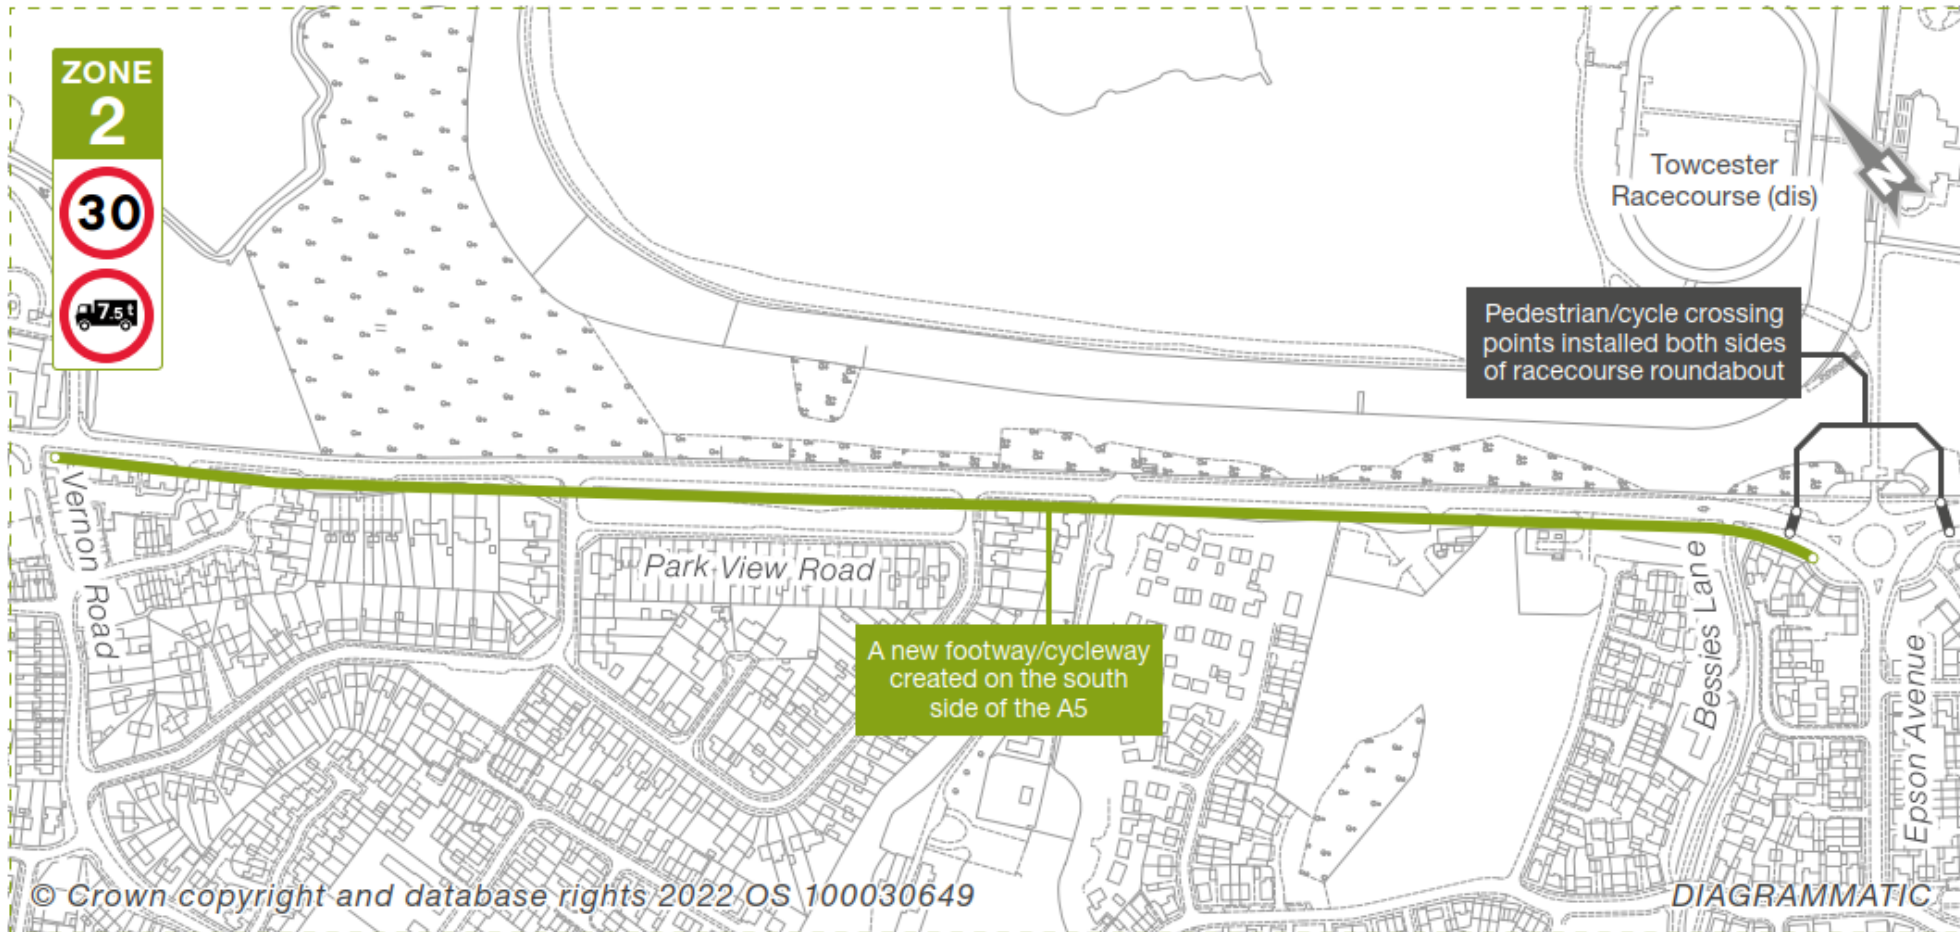 ZONE
2
30
7.5t
Towcester
Racecourse (dis)
N
Pedestrian/cycle crossing
points installed both sides
of racecourse roundabout
Vernon Road
Park View Road
A new footway/cycleway
created on the south
side of the A5
Bessies Lane
Epson Avenue
© Crown copyright and database rights 2022 OS 100030649
DIAGRAMMATIC